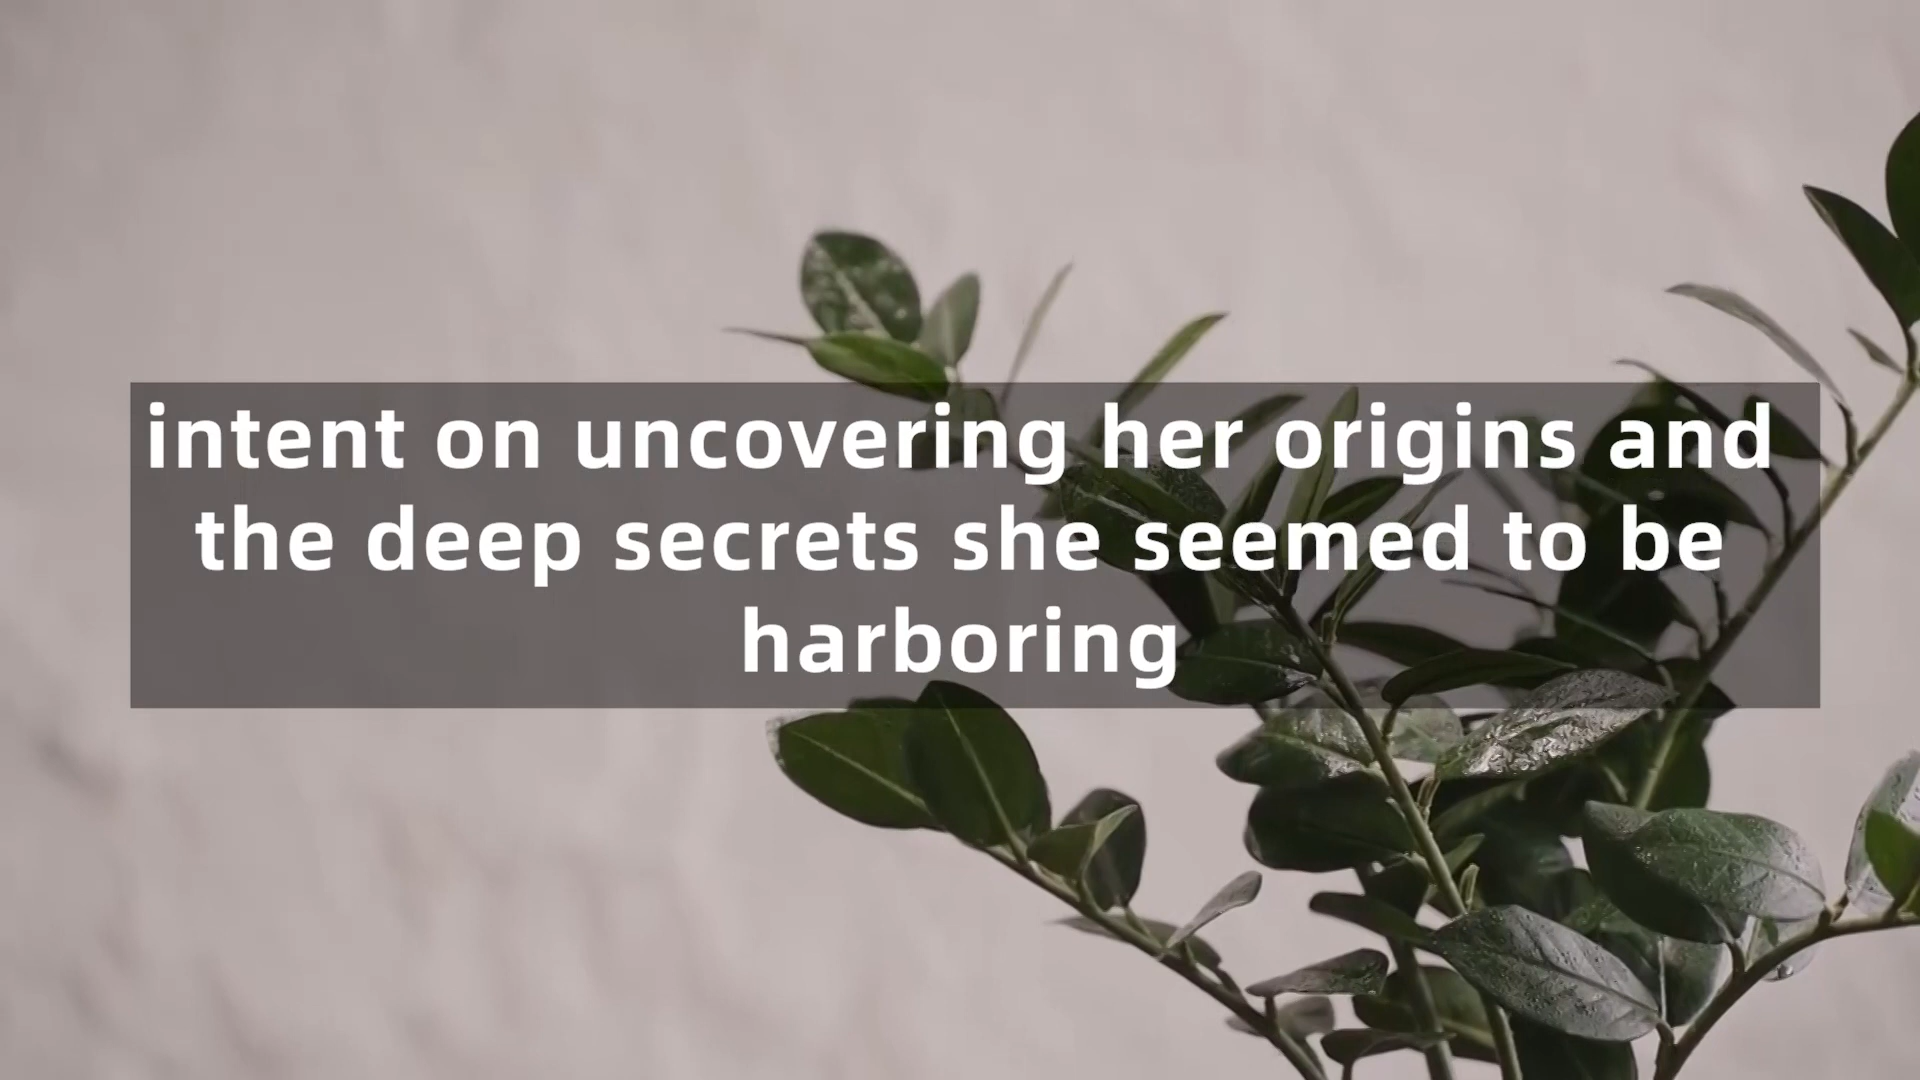 intent on uncovering her origins and
the deep secrets she seemed to be
harboring